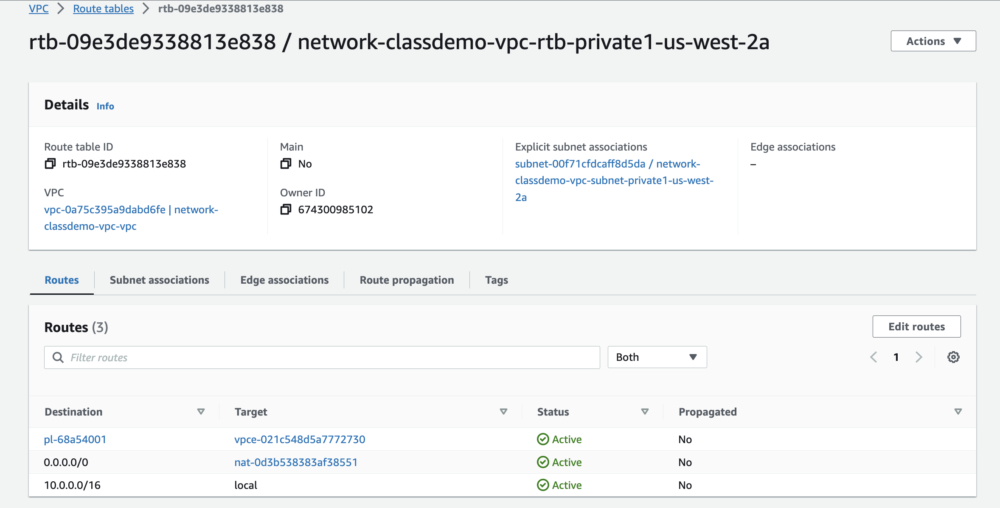 VPC > Route tables > rtb-09e3de9338813e838
rtb-09e3de9338813e838 / network-classdemo-vpc-rtb-private1-us-west-2a
Actions
Details Info
Route table ID
rtb-09e3de9338813e838
VPC
vpc-0a75c395a9dabd6fe | network-
classdemo-vpc-vpc
Main
No
Owner ID
674300985102
Explicit subnet associations
subnet-00f71cfdcaff8d5da / network-
classdemo-vpc-subnet-private1-us-west-
2a
Edge associations
–
Routes Subnet associations Edge associations Route propagation Tags
Routes (3)
Edit routes
Filter routes Both 1
Destination Target Status Propagated
pl-68a54001 vpce-021c548d5a7772730 Active No
0.0.0.0/0 nat-0d3b538383af38551 Active No
10.0.0.0/16 local Active No